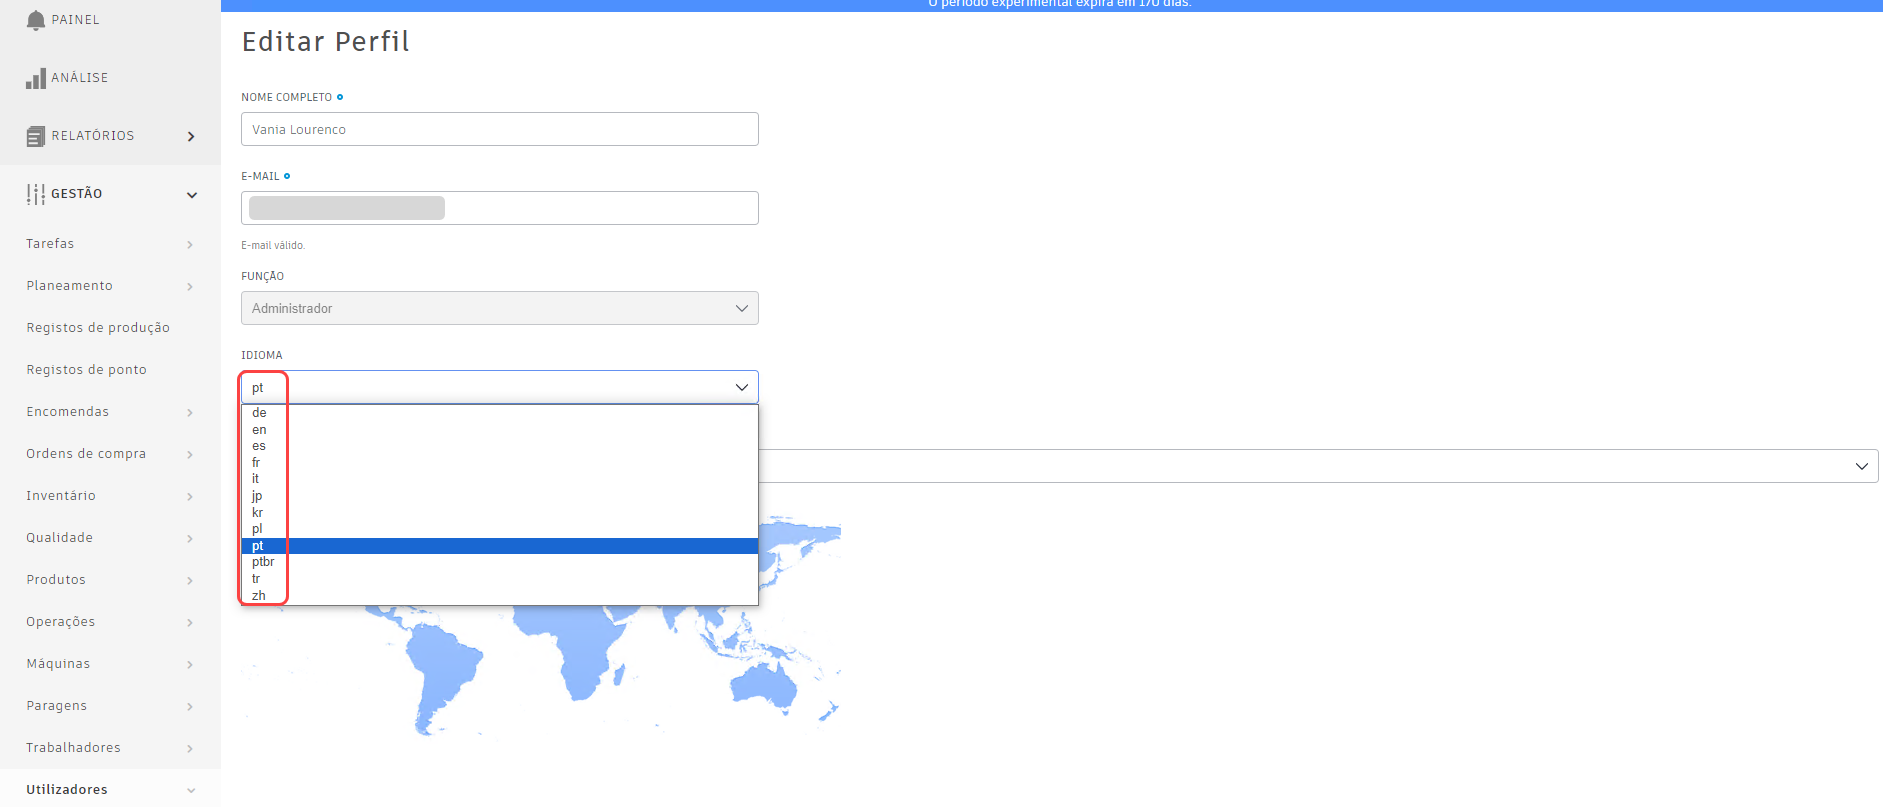 O período experimental expira em 170 dias.
PAINEL
ANÁLISE
RELATÓRIOS
GESTÃO
Tarefas
Planeamento
Registos de produção
Registos de ponto
Encomendas
Ordens de compra
Inventário
Qualidade
Produtos
Operações
Máquinas
Paragens
Trabalhadores
Utilizadores
Editar Perfil
NOME COMPLETO
Vania Lourenco
E-MAIL
E-mail válido.
FUNÇÃO
Administrador
IDIOMA
pt
de
en
es
fr
it
jp
kr
pl
pt
ptbr
tr
zh